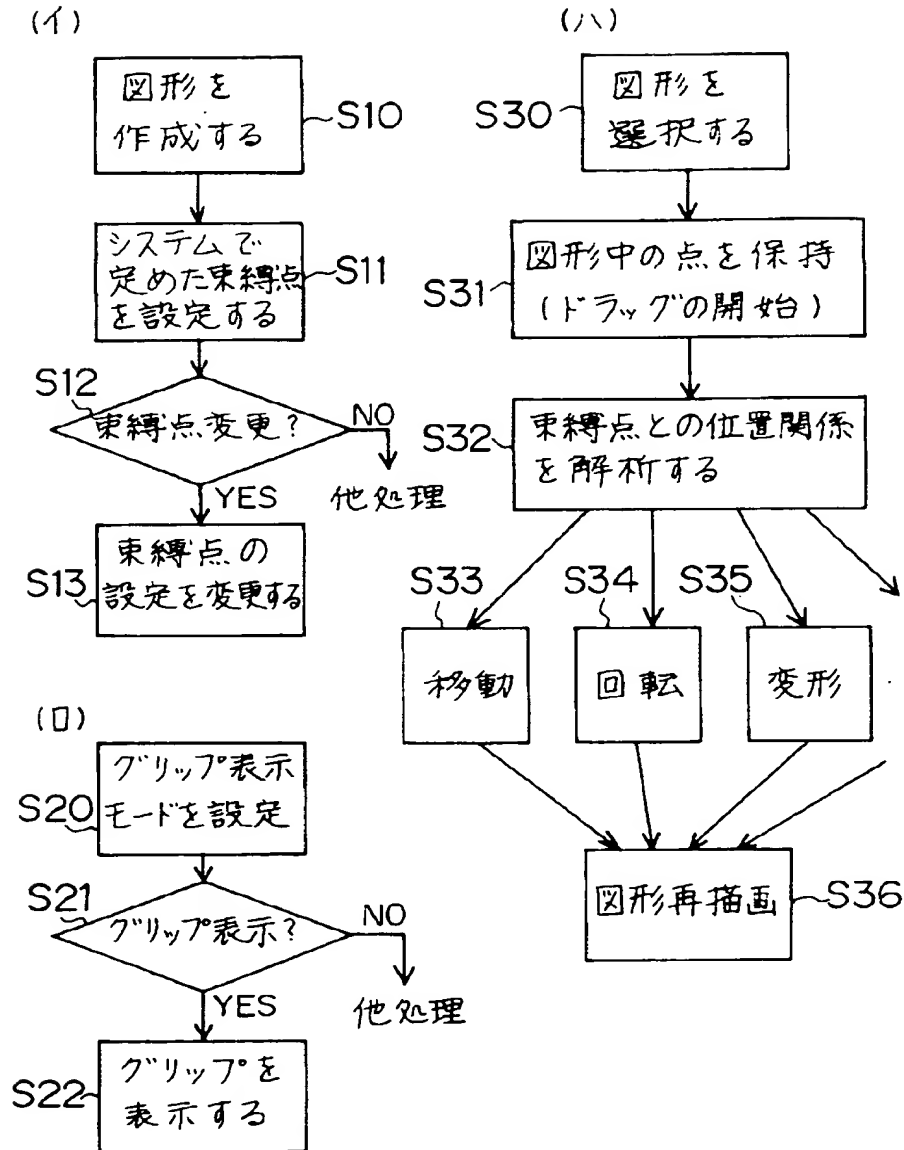 (イ)
図形を
作成する
S10
システムで
定めた束縛点
を設定する
S11
S12
束縛点変更?
NO
他処理
YES
束縛点の
設定を変更する
S13
(ロ)
グリップ表示
モードを設定
S20
S21
グリップ表示?
NO
他処理
YES
グリップを
表示する
S22
(ハ)
図形を
選択する
S30
図形中の点を保持
(ドラッグの開始)
S31
束縛点との位置関係
を解析する
S32
S33
移動
S34
回転
S35
変形
図形再描画
S36